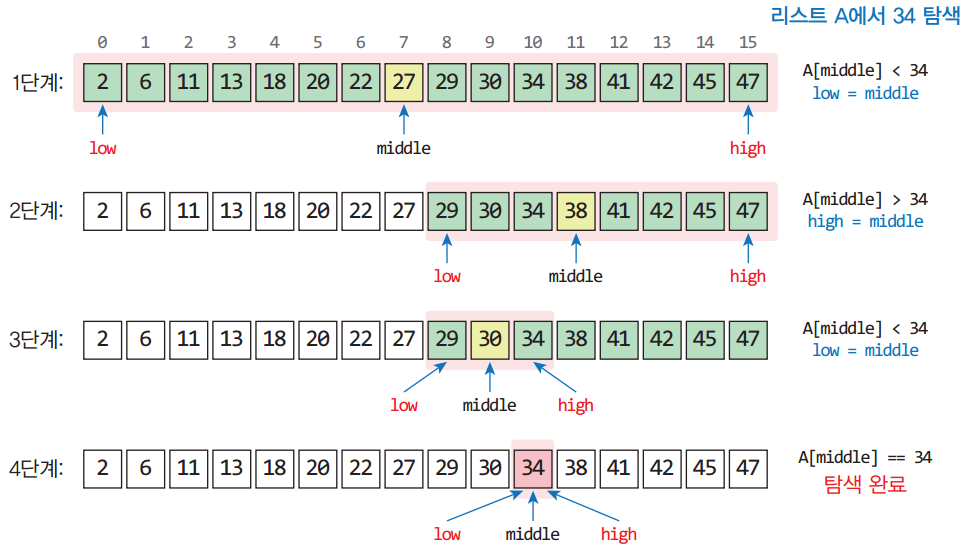 리스트 A에서 34 탐색
0 1 2 3 4 5 6 7 8 9 10 11 12 13 14 15
1단계: 2 6 11 13 18 20 22 27 29 30 34 38 41 42 45 47 A[middle] < 34
low = middle
low middle high
2단계: 2 6 11 13 18 20 22 27 29 30 34 38 41 42 45 47 A[middle] > 34
high = middle
low middle high
3단계: 2 6 11 13 18 20 22 27 29 30 34 38 41 42 45 47 A[middle] < 34
low = middle
low middle high
4단계: 2 6 11 13 18 20 22 27 29 30 34 38 41 42 45 47 A[middle] == 34
탐색 완료
low middle high